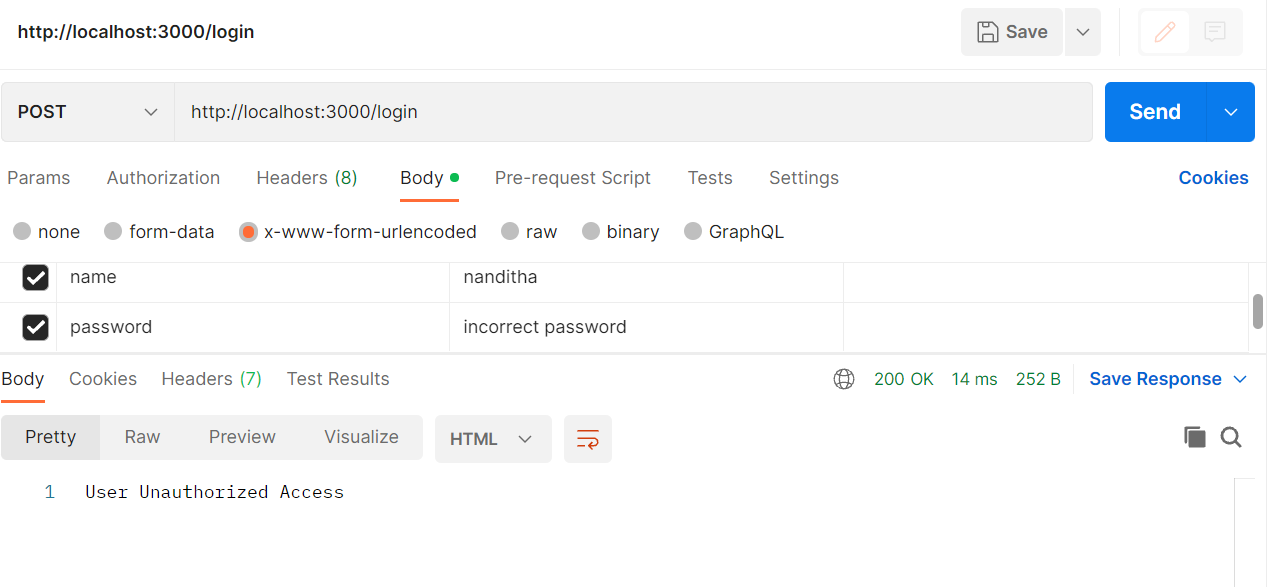 http://localhost:3000/login Save
POST http://localhost:3000/login Send
Params Authorization Headers (8) Body Pre-request Script Tests Settings Cookies
none form-data x-www-form-urlencoded raw binary GraphQL
name nanditha
password incorrect password
Body Cookies Headers (7) Test Results 200 OK 14 ms 252 B Save Response
Pretty Raw Preview Visualize HTML
1 User Unauthorized Access